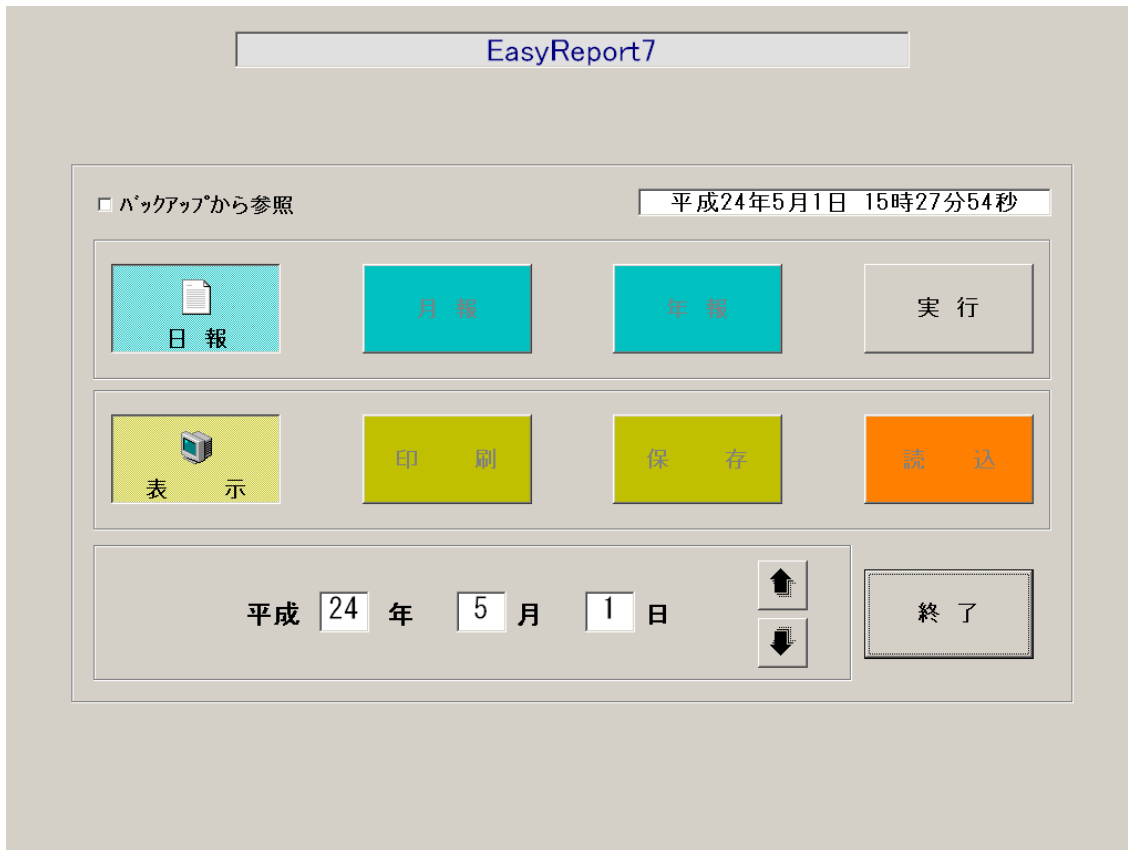 EasyReport7
ﾊﾞｯｸｱｯﾌﾟから参照 平成24年5月1日 15時27分54秒
日 報 月 報 年 報 実 行
表 示 印 刷 保 存 読 込
平成 24 年 5 月 1 日 終 了